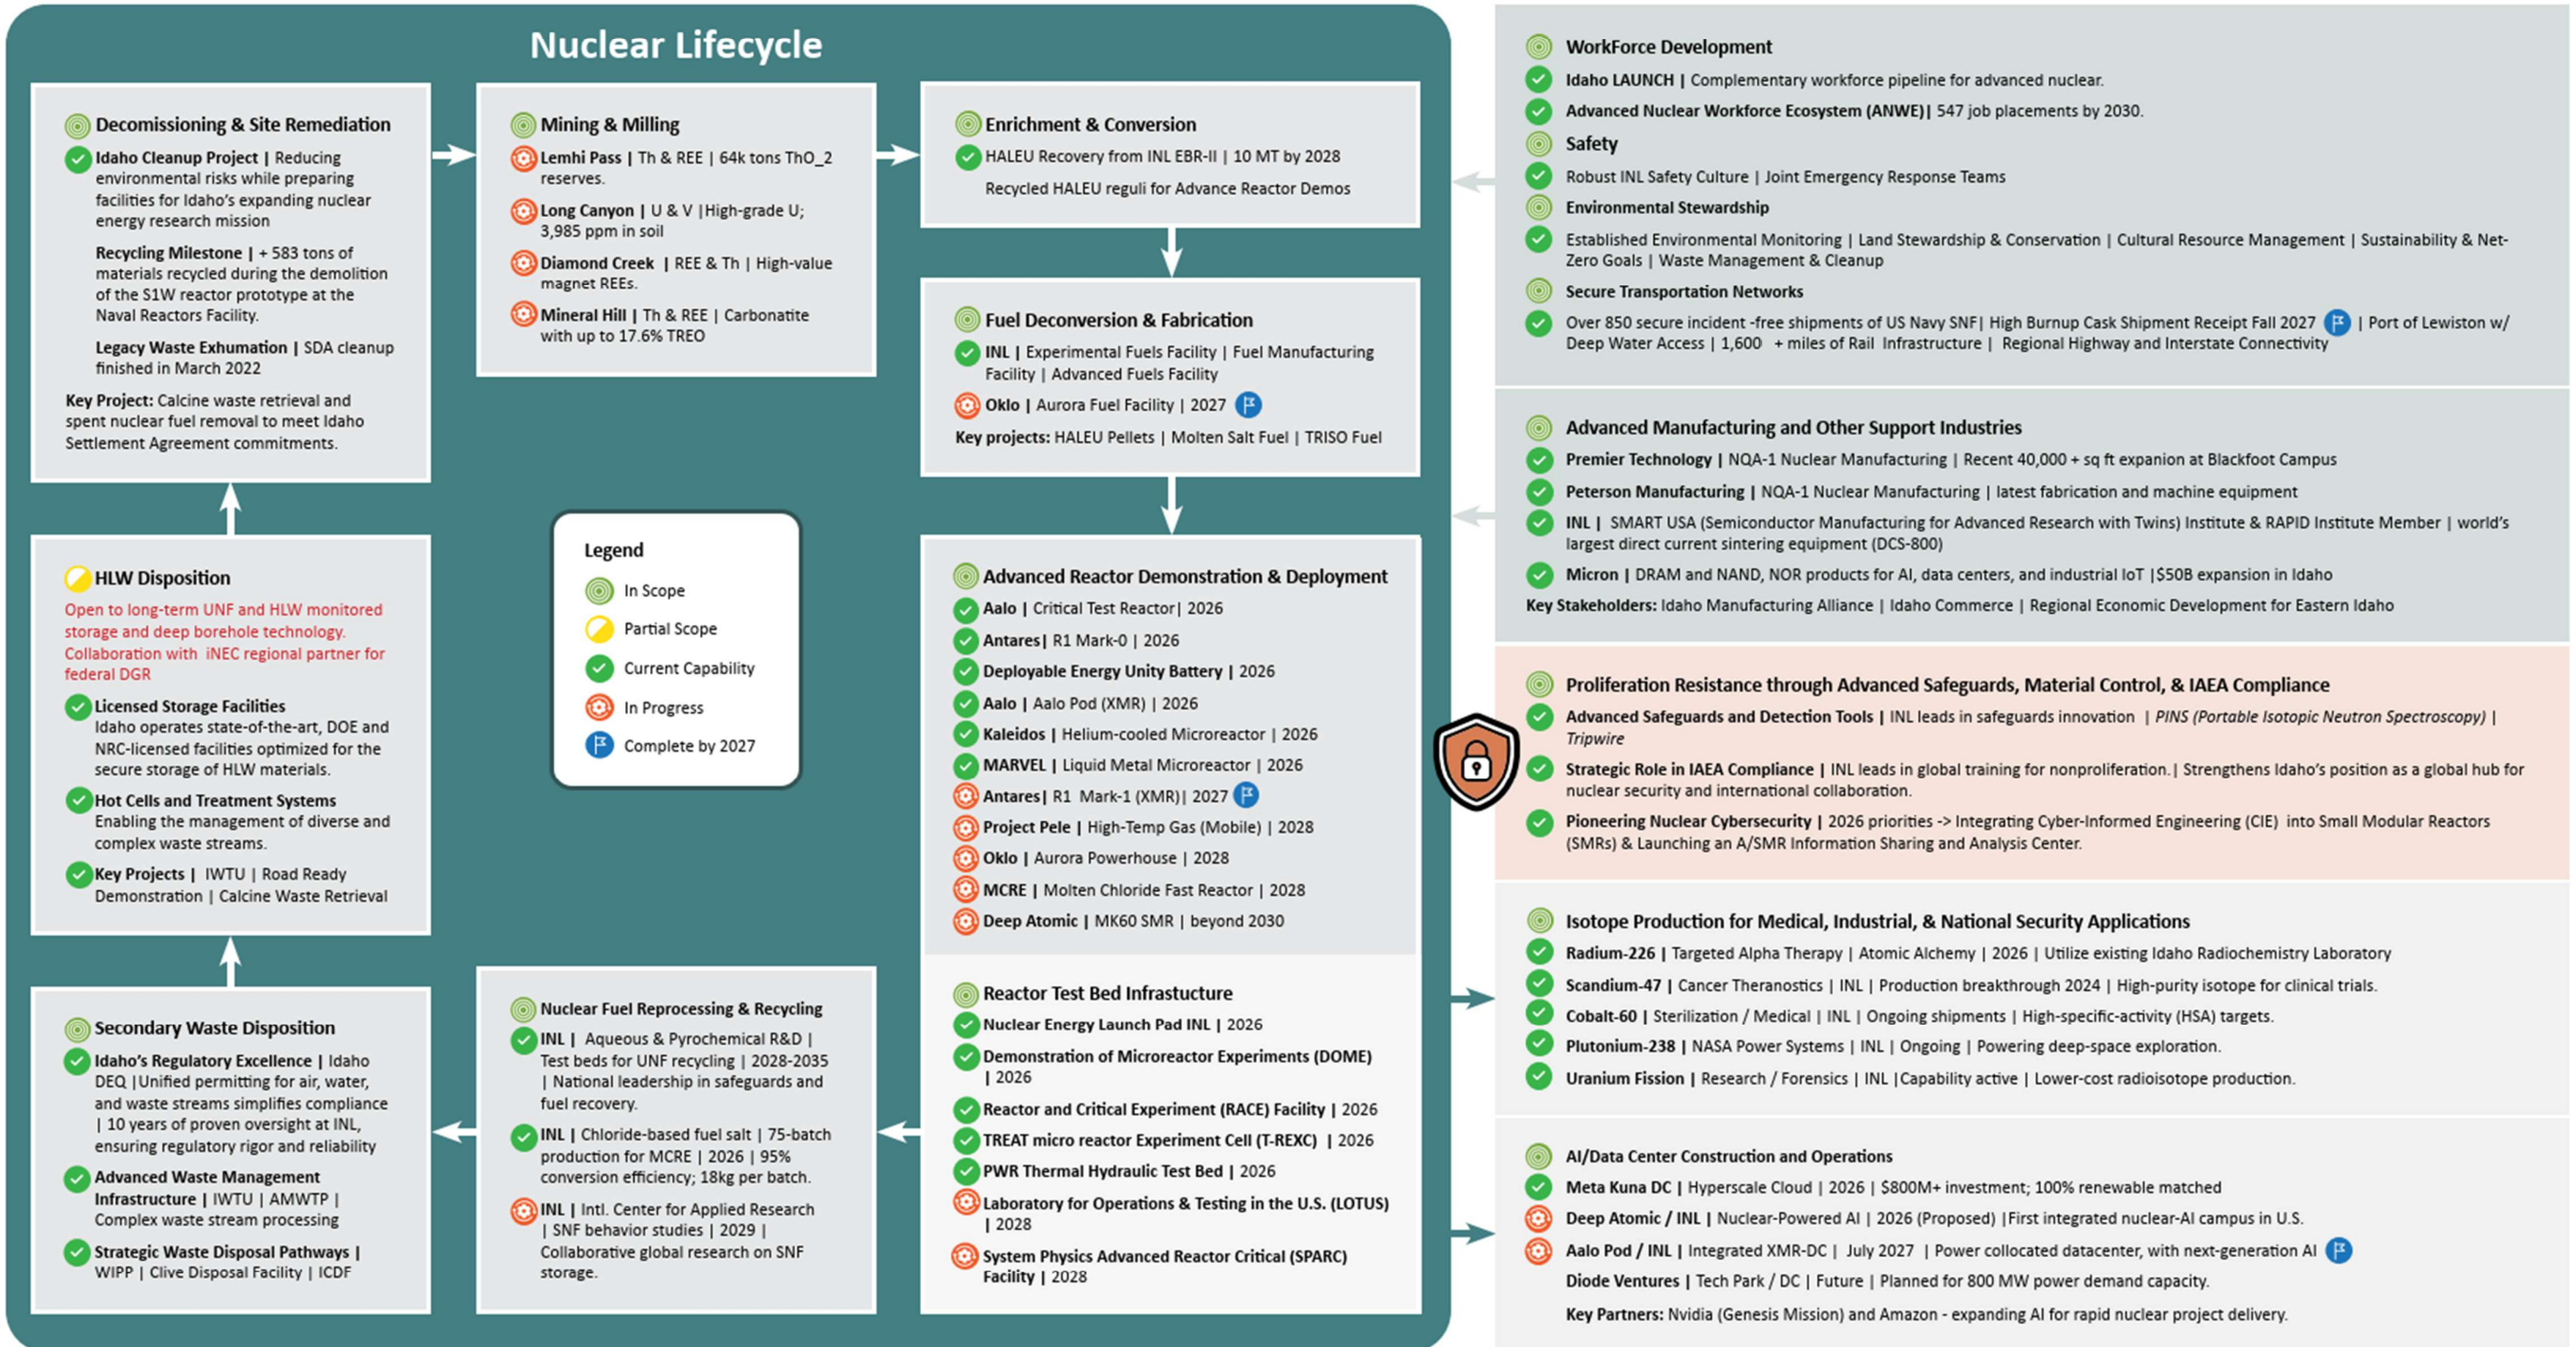 Nuclear Lifecycle
Decomissioning & Site Remediation
Idaho Cleanup Project | Reducing
environmental risks while preparing
facilities for Idaho's expanding nuclear
energy research mission
Recycling Milestone | + 583 tons of
materials recycled during the demolition
of the S1W reactor prototype at the
Naval Reactors Facility.
Legacy Waste Exhumation | SDA cleanup
finished in March 2022
Key Project: Calcine waste retrieval and
spent nuclear fuel removal to meet Idaho
Settlement Agreement commitments.
Mining & Milling
Lemhi Pass | Th & REE | 64k tons ThO_2
reserves.
Long Canyon | U & V |High-grade U;
3,985 ppm in soil
Diamond Creek | REE & Th | High-value
magnet REEs.
Mineral Hill | Th & REE | Carbonatite
with up to 17.6% TREO
Enrichment & Conversion
HALEU Recovery from INL EBR-II | 10 MT by 2028
Recycled HALEU reguli for Advance Reactor Demos
Fuel Deconversion & Fabrication
INL | Experimental Fuels Facility | Fuel Manufacturing
Facility | Advanced Fuels Facility
Oklo | Aurora Fuel Facility | 2027
Key projects: HALEU Pellets | Molten Salt Fuel | TRISO Fuel
Legend
In Scope
Partial Scope
Current Capability
In Progress
Complete by 2027
Advanced Reactor Demonstration & Deployment
Aalo | Critical Test Reactor| 2026
Antares| R1 Mark-0 | 2026
Deployable Energy Unity Battery | 2026
Aalo | Aalo Pod (XMR) | 2026
Kaleidos | Helium-cooled Microreactor | 2026
MARVEL | Liquid Metal Microreactor | 2026
Antares| R1 Mark-1 (XMR)| 2027
Project Pele | High-Temp Gas (Mobile) | 2028
Oklo | Aurora Powerhouse | 2028
MCRE | Molten Chloride Fast Reactor | 2028
Deep Atomic | MK60 SMR | beyond 2030
Reactor Test Bed Infrastucture
Nuclear Energy Launch Pad INL | 2026
Demonstration of Microreactor Experiments (DOME)
| 2026
Reactor and Critical Experiment (RACE) Facility | 2026
TREAT micro reactor Experiment Cell (T-REXC) | 2026
PWR Thermal Hydraulic Test Bed | 2026
Laboratory for Operations & Testing in the U.S. (LOTUS)
| 2028
System Physics Advanced Reactor Critical (SPARC)
Facility | 2028
Nuclear Fuel Reprocessing & Recycling
INL | Aqueous & Pyrochemical R&D |
Test beds for UNF recycling | 2028-2035
| National leadership in safeguards and
fuel recovery.
INL | Chloride-based fuel salt | 75-batch
production for MCRE | 2026 | 95%
conversion efficiency; 18kg per batch.
INL | Intl. Center for Applied Research
| SNF behavior studies | 2029 |
Collaborative global research on SNF
storage.
Secondary Waste Disposition
Idaho's Regulatory Excellence | Idaho
DEQ |Unified permitting for air, water,
and waste streams simplifies compliance
| 10 years of proven oversight at INL,
ensuring regulatory rigor and reliability
Advanced Waste Management
Infrastructure | IWTU | AMWTP |
Complex waste stream processing
Strategic Waste Disposal Pathways |
WIPP | Clive Disposal Facility | ICDF
HLW Disposition
Open to long-term UNF and HLW monitored
storage and deep borehole technology.
Collaboration with iNEC regional partner for
federal DGR
Licensed Storage Facilities
Idaho operates state-of-the-art, DOE and
NRC-licensed facilities optimized for the
secure storage of HLW materials.
Hot Cells and Treatment Systems
Enabling the management of diverse and
complex waste streams.
Key Projects | IWTU | Road Ready
Demonstration | Calcine Waste Retrieval
WorkForce Development
Idaho LAUNCH | Complementary workforce pipeline for advanced nuclear.
Advanced Nuclear Workforce Ecosystem (ANWE)| 547 job placements by 2030.
Safety
Robust INL Safety Culture | Joint Emergency Response Teams
Environmental Stewardship
Established Environmental Monitoring | Land Stewardship & Conservation | Cultural Resource Management | Sustainability & Net-
Zero Goals | Waste Management & Cleanup
Secure Transportation Networks
Over 850 secure incident -free shipments of US Navy SNF| High Burnup Cask Shipment Receipt Fall 2027 | Port of Lewiston w/
Deep Water Access | 1,600 + miles of Rail Infrastructure | Regional Highway and Interstate Connectivity
Advanced Manufacturing and Other Support Industries
Premier Technology | NQA-1 Nuclear Manufacturing | Recent 40,000 + sq ft expanion at Blackfoot Campus
Peterson Manufacturing | NQA-1 Nuclear Manufacturing | latest fabrication and machine equipment
INL | SMART USA (Semiconductor Manufacturing for Advanced Research with Twins) Institute & RAPID Institute Member | world's
largest direct current sintering equipment (DCS-800)
Micron | DRAM and NAND, NOR products for AI, data centers, and industrial IoT |$50B expansion in Idaho
Key Stakeholders: Idaho Manufacturing Alliance | Idaho Commerce | Regional Economic Development for Eastern Idaho
Proliferation Resistance through Advanced Safeguards, Material Control, & IAEA Compliance
Advanced Safeguards and Detection Tools | INL leads in safeguards innovation | PINS (Portable Isotopic Neutron Spectroscopy) |
Tripwire
Strategic Role in IAEA Compliance | INL leads in global training for nonproliferation.| Strengthens Idaho's position as a global hub for
nuclear security and international collaboration.
Pioneering Nuclear Cybersecurity | 2026 priorities -> Integrating Cyber-Informed Engineering (CIE) into Small Modular Reactors
(SMRs) & Launching an A/SMR Information Sharing and Analysis Center.
Isotope Production for Medical, Industrial, & National Security Applications
Radium-226 | Targeted Alpha Therapy | Atomic Alchemy | 2026 | Utilize existing Idaho Radiochemistry Laboratory
Scandium-47 | Cancer Theranostics | INL | Production breakthrough 2024 | High-purity isotope for clinical trials.
Cobalt-60 | Sterilization / Medical | INL | Ongoing shipments | High-specific-activity (HSA) targets.
Plutonium-238 | NASA Power Systems | INL | Ongoing | Powering deep-space exploration.
Uranium Fission | Research / Forensics | INL |Capability active | Lower-cost radioisotope production.
AI/Data Center Construction and Operations
Meta Kuna DC | Hyperscale Cloud | 2026 | $800M+ investment; 100% renewable matched
Deep Atomic / INL | Nuclear-Powered AI | 2026 (Proposed) |First integrated nuclear-AI campus in U.S.
Aalo Pod / INL | Integrated XMR-DC | July 2027 | Power collocated datacenter, with next-generation AI
Diode Ventures | Tech Park / DC | Future | Planned for 800 MW power demand capacity.
Key Partners: Nvidia (Genesis Mission) and Amazon - expanding AI for rapid nuclear project delivery.